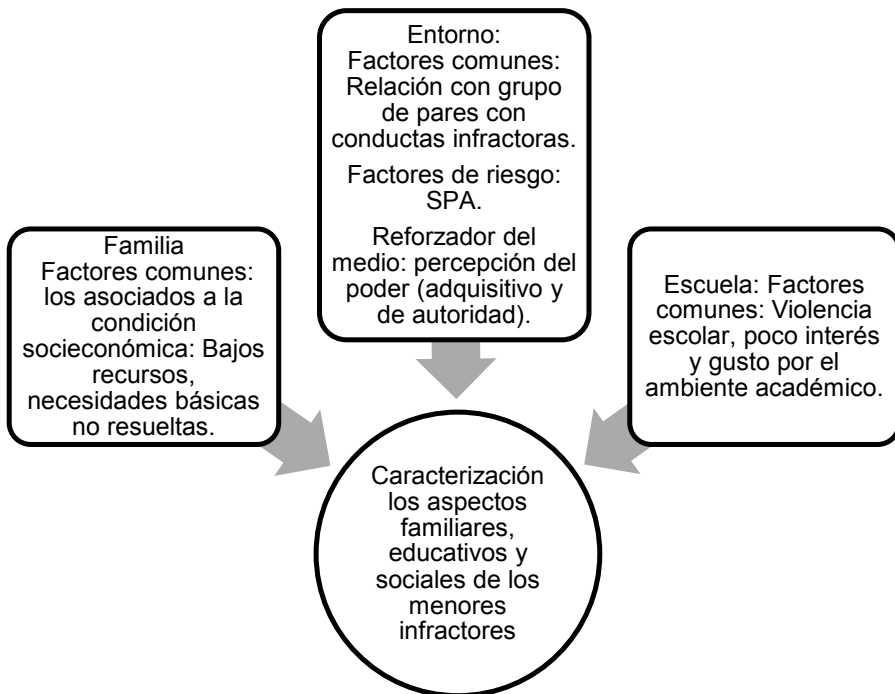 Entorno:
Factores comunes:
Relación con grupo
de pares con
conductas infractoras.
Factores de riesgo:
SPA.
Reforzador del
medio: percepción del
poder (adquisitivo y
de autoridad).
Familia
Factores comunes:
los asociados a la
condición
socieconómica: Bajos
recursos,
necesidades básicas
no resueltas.
Escuela: Factores
comunes: Violencia
escolar, poco interés
y gusto por el
ambiente académico.
Caracterización
los aspectos
familiares,
educativos y
sociales de los
menores
infractores